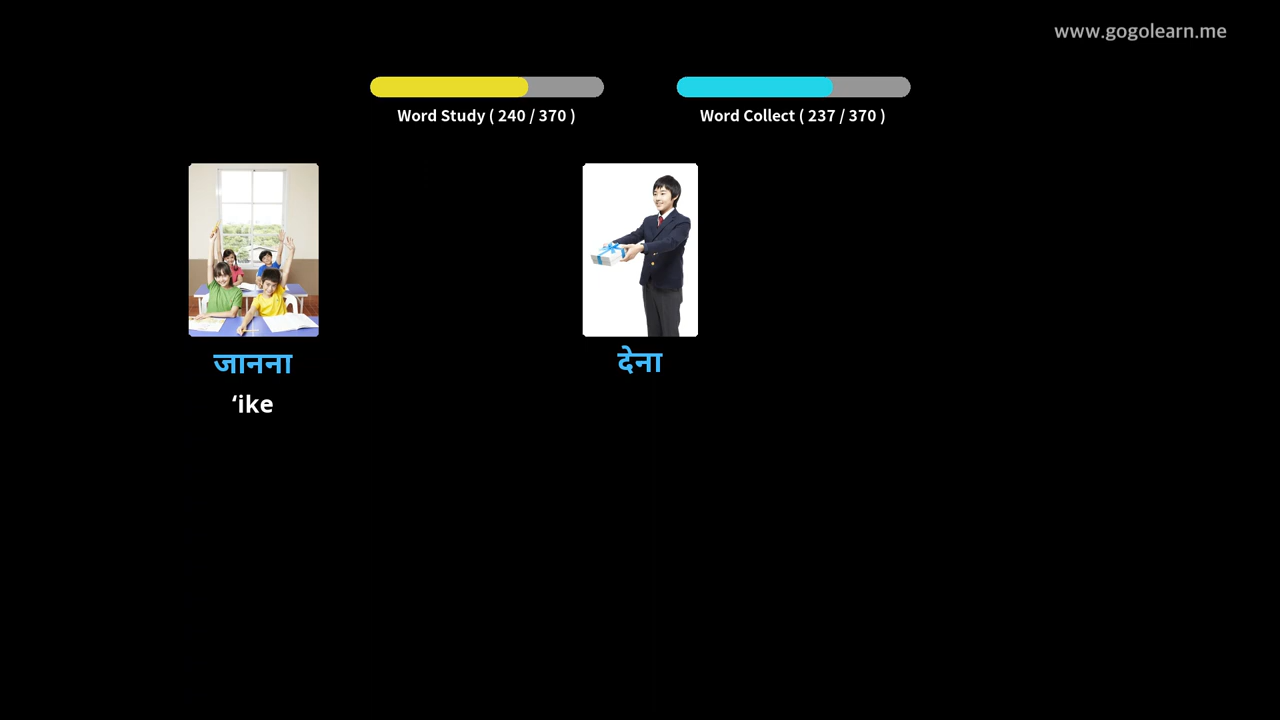 www.gogolearn.me
Word Study ( 240 / 370 )
Word Collect ( 237 / 370 )
जानना
देना
‘ike